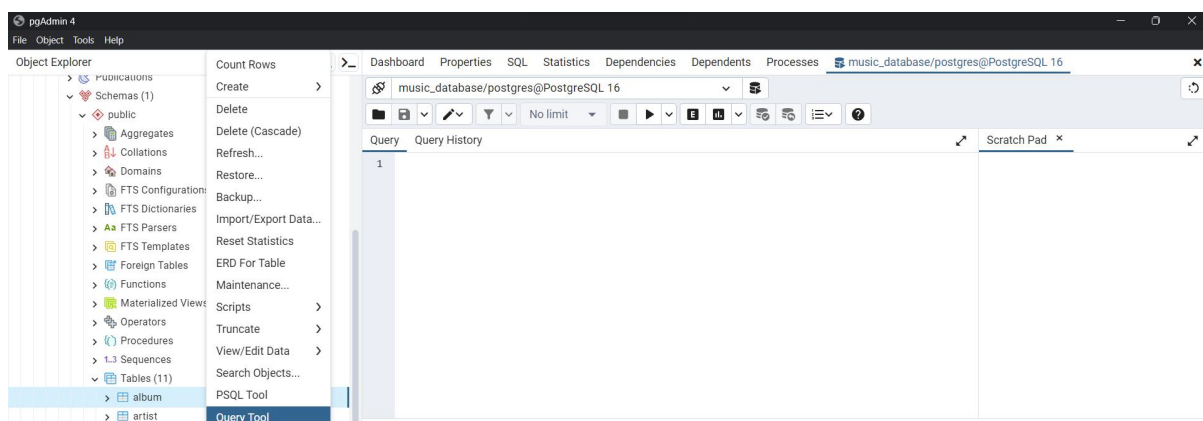 pgAdmin 4
File Object Tools Help
Object Explorer
Publications
Schemas (1)
public
Aggregates
Collations
Domains
FTS Configurations
FTS Dictionaries
FTS Parsers
FTS Templates
Foreign Tables
Functions
Materialized Views
Operators
Procedures
1..3 Sequences
Tables (11)
album
artist
Count Rows
Create
Delete
Delete (Cascade)
Refresh...
Restore...
Backup...
Import/Export Data...
Reset Statistics
ERD For Table
Maintenance...
Scripts
Truncate
View/Edit Data
Search Objects...
PSQL Tool
Query Tool
Dashboard Properties SQL Statistics Dependencies Dependents Processes music_database/postgres@PostgreSQL 16
music_database/postgres@PostgreSQL 16
No limit
Query Query History
Scratch Pad
1